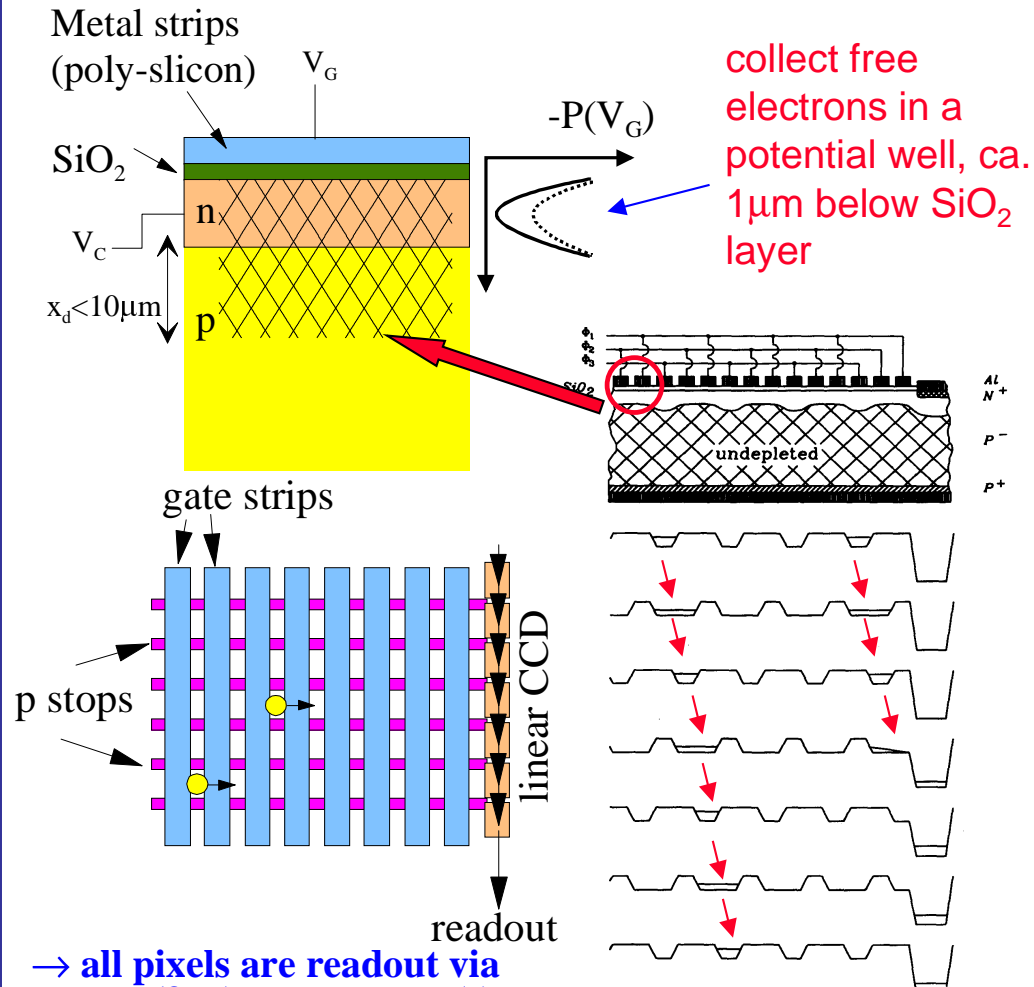 Metal strips
(poly-slicon)
V_G
SiO₂
n
V_C
x_d<10μm
p
-P(V_G)
collect free
electrons in a
potential well, ca.
1μm below SiO₂
layer
Φ₁
Φ₂
Φ₃
SiO₂
Al
N⁺
P⁻
undepleted
P⁺
gate strips
p stops
linear CCD
readout
→ all pixels are readout via